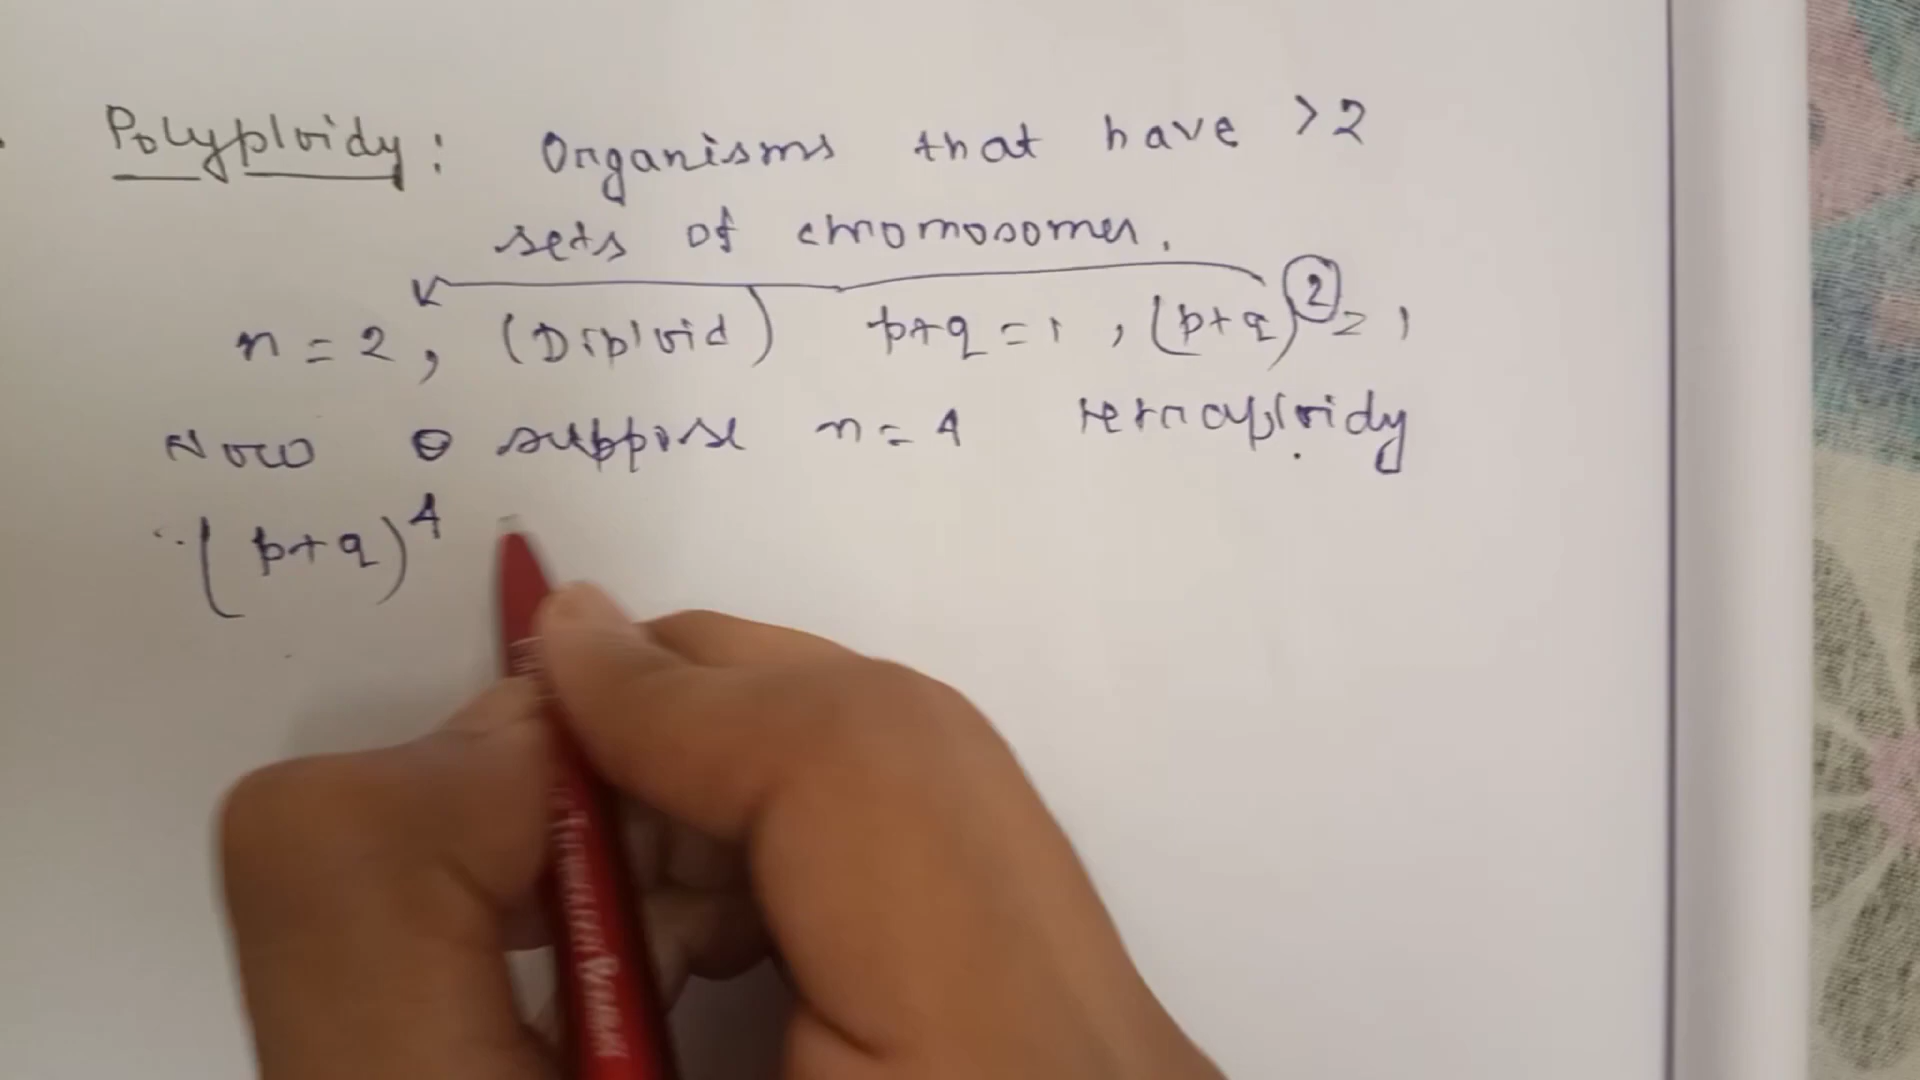 Polyploidy: Organisms that have >2
sets of chromosomes.
n = 2, (Diploid) p+q = 1, (p+q)² = 1
Now suppose n = 4 tetraploidy
∴ (p+q)⁴